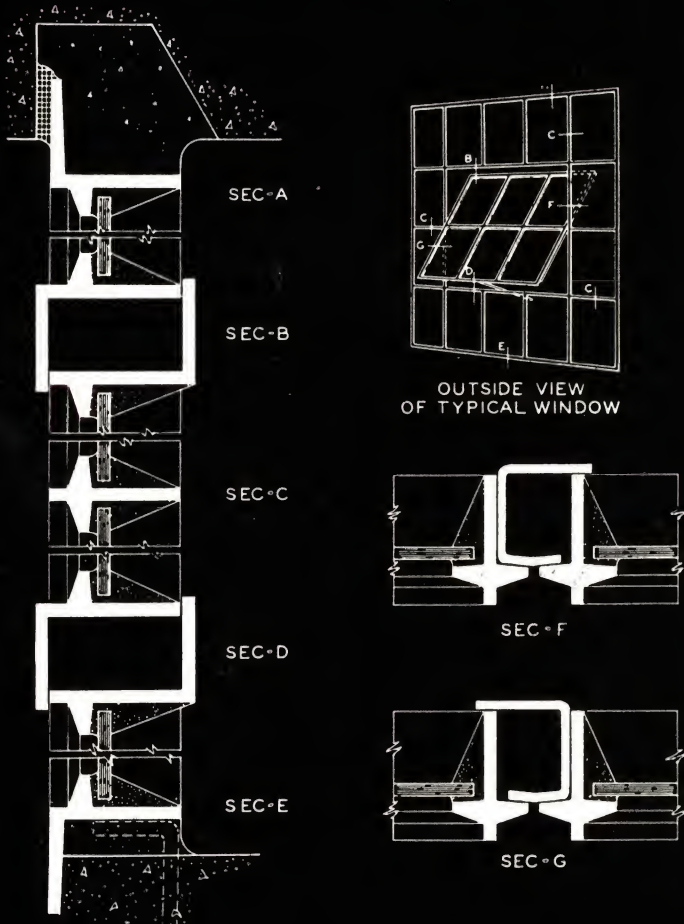 SEC-A
SEC-B
SEC-C
SEC-D
SEC-E
B
C
F
C
G
D
C
E
OUTSIDE VIEW
OF TYPICAL WINDOW
SEC-F
SEC-G